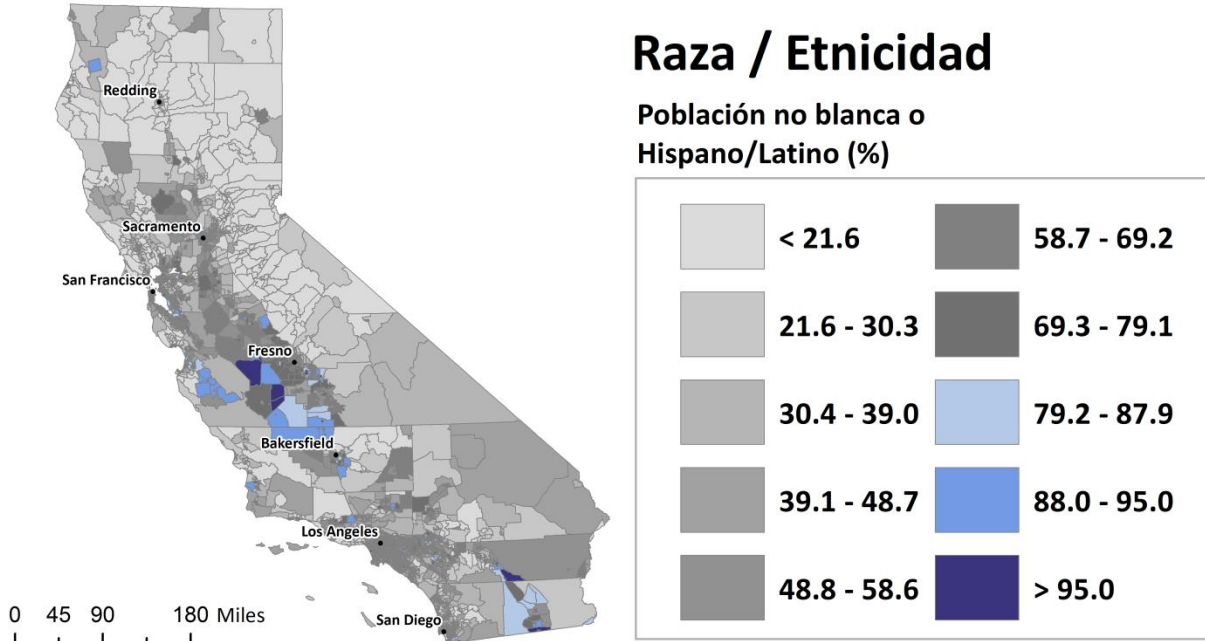 Raza / Etnicidad
Población no blanca o
Hispano/Latino (%)
< 21.6
58.7 - 69.2
21.6 - 30.3
69.3 - 79.1
30.4 - 39.0
79.2 - 87.9
39.1 - 48.7
88.0 - 95.0
48.8 - 58.6
> 95.0
Redding
Sacramento
San Francisco
Fresno
Bakersfield
Los Angeles
San Diego
0 45 90 180 Miles